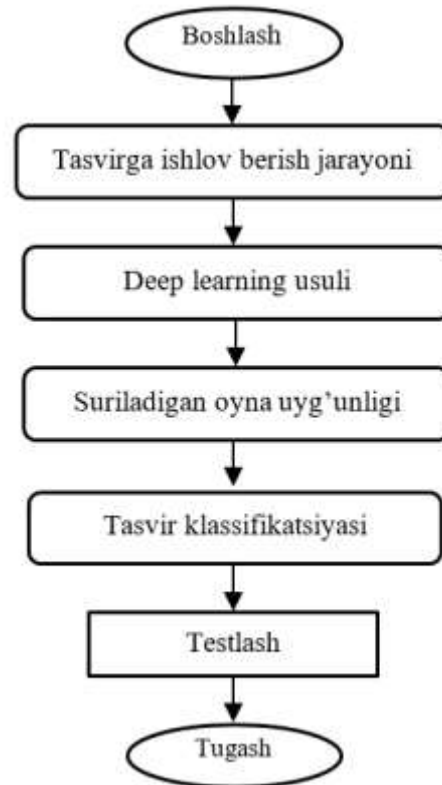 Boshlash
Tasvirga ishlov berish jarayoni
Deep learning usuli
Suriladigan oyna uyg’unligi
Tasvir klassifikatsiyasi
Testlash
Tugash